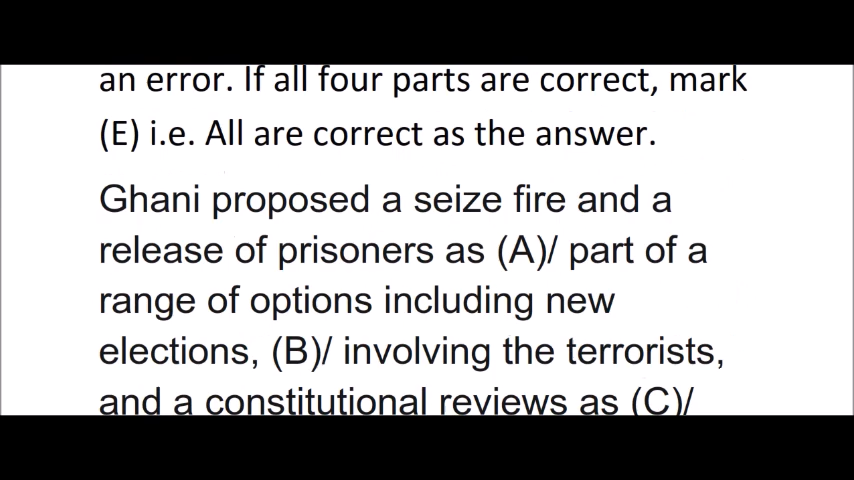 an error. If all four parts are correct, mark
(E) i.e. All are correct as the answer.
Ghani proposed a seize fire and a
release of prisoners as (A)/ part of a
range of options including new
elections, (B)/ involving the terrorists,
and a constitutional reviews as (C)/